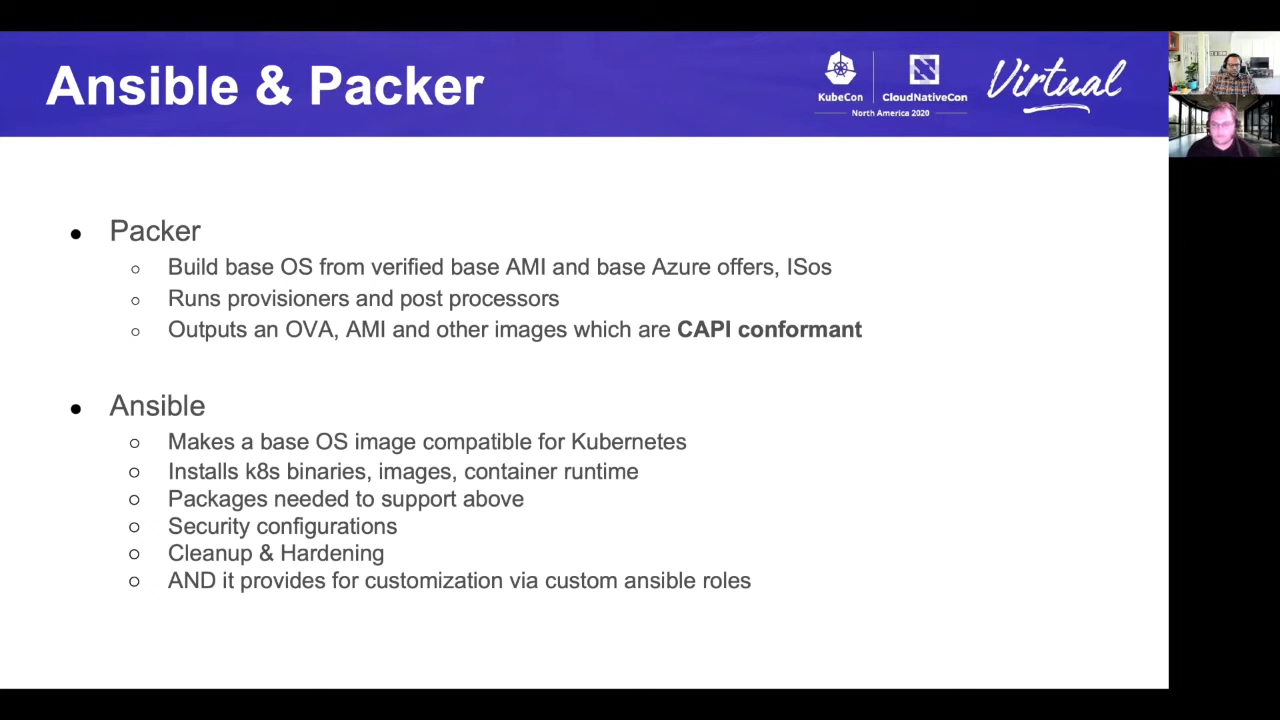 Ansible & Packer
KubeCon
CloudNativeCon
North America 2020
Virtual
● Packer
○ Build base OS from verified base AMI and base Azure offers, ISos
○ Runs provisioners and post processors
○ Outputs an OVA, AMI and other images which are CAPI conformant
● Ansible
○ Makes a base OS image compatible for Kubernetes
○ Installs k8s binaries, images, container runtime
○ Packages needed to support above
○ Security configurations
○ Cleanup & Hardening
○ AND it provides for customization via custom ansible roles